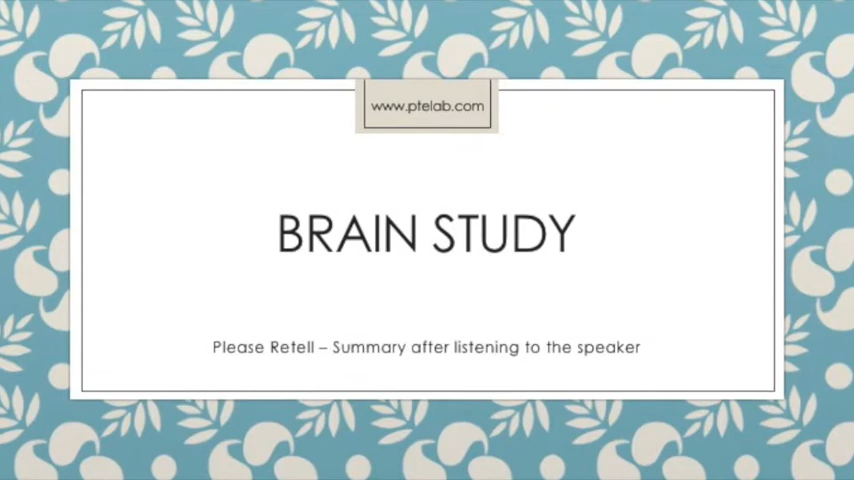 www.ptelab.com
BRAIN STUDY
Please Retell – Summary after listening to the speaker